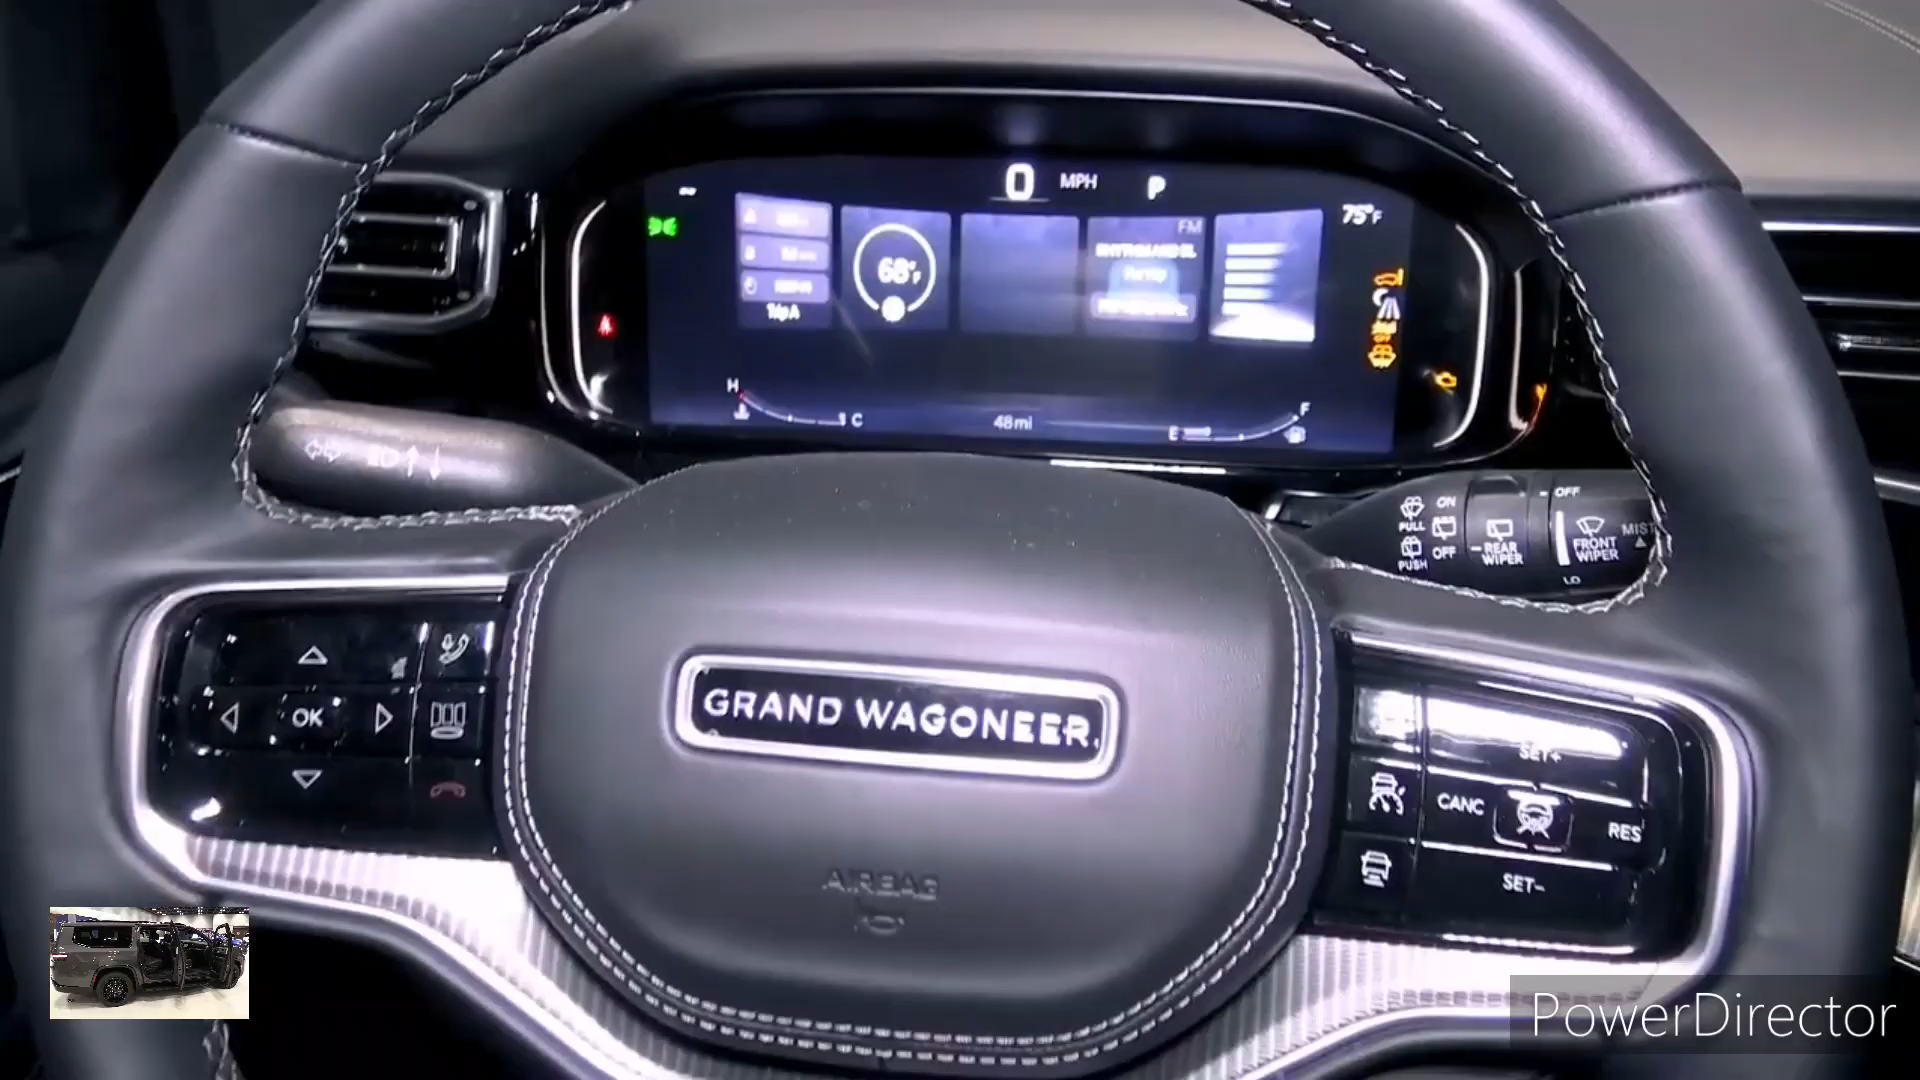 0 MPH P
75°F
FM
68°F
Trip A
H
C
48mi
E
F
ON
OFF
PULL
REAR WIPER
FRONT WIPER
MIST
OFF
PUSH
LO
OK
GRAND WAGONEER
SET+
CANC
RES
SET-
AIRBAG
PowerDirector